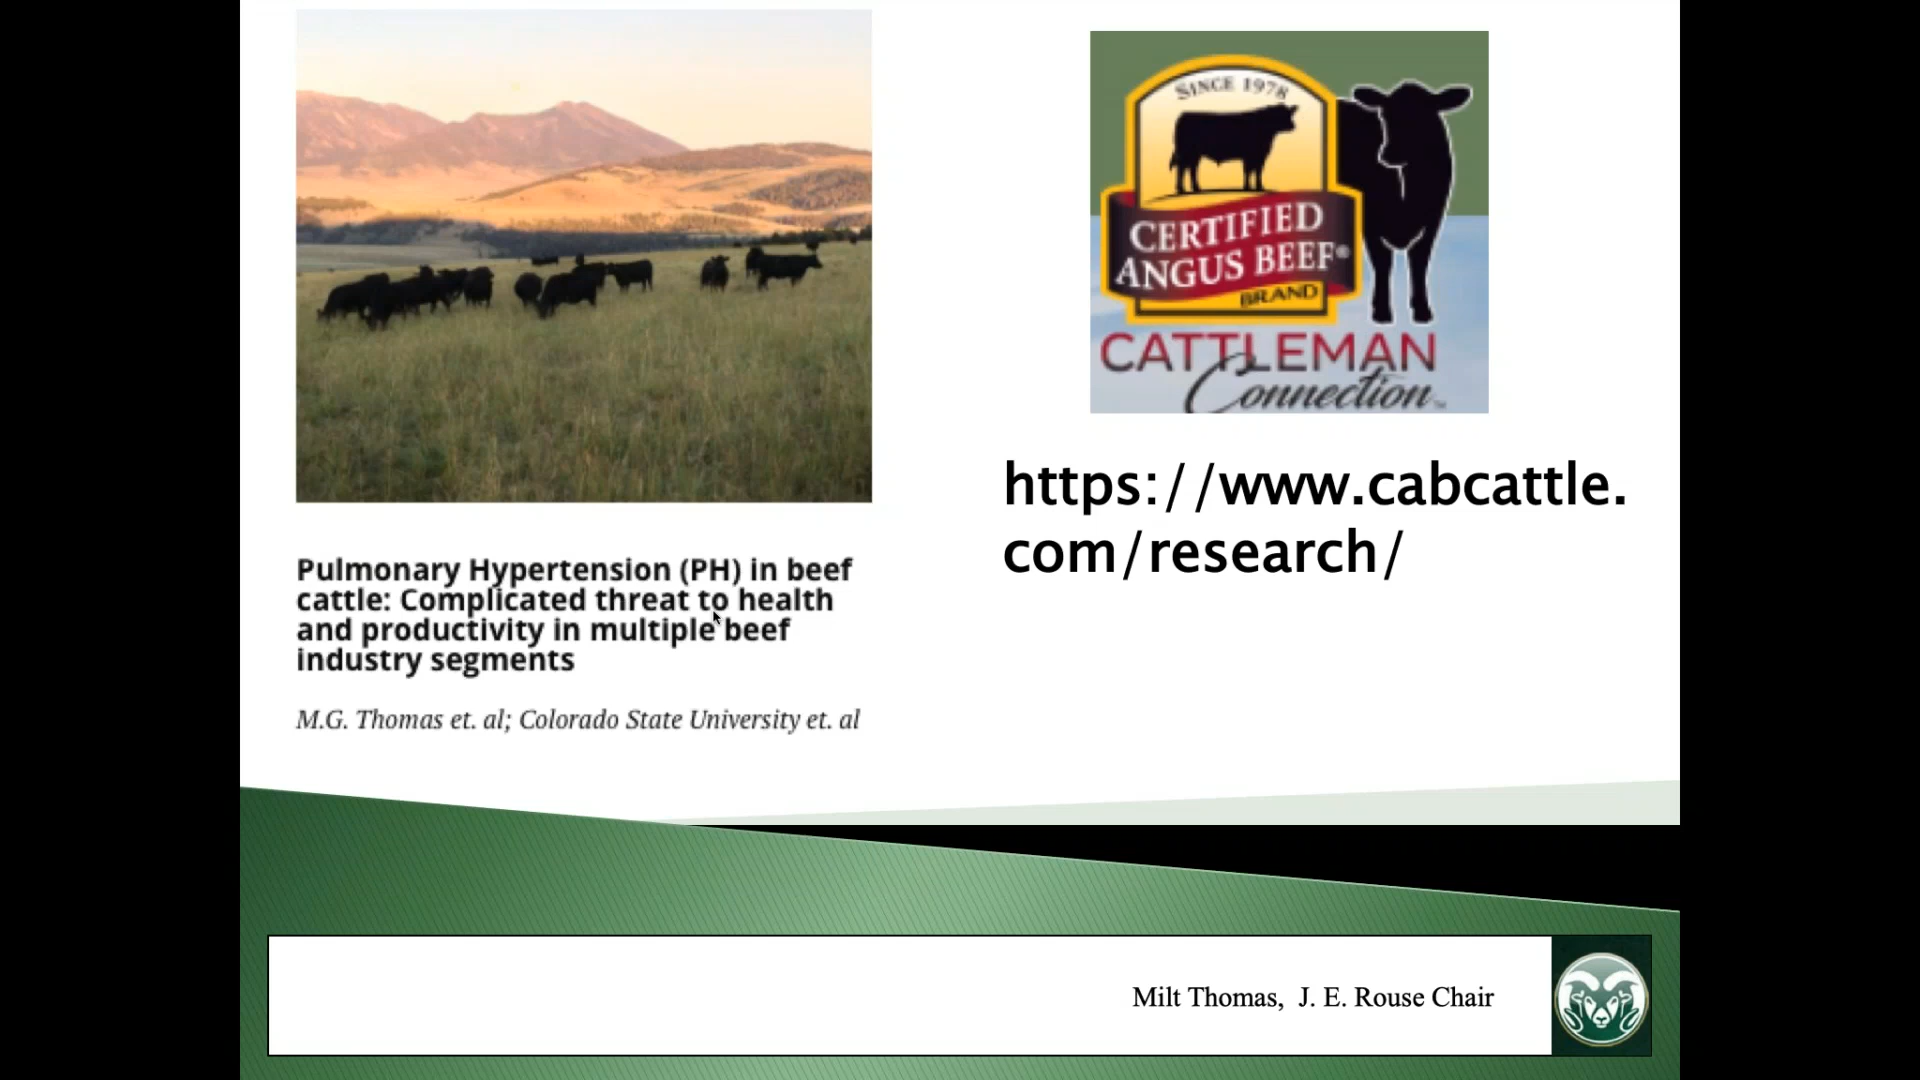 SINCE 1978
CERTIFIED
ANGUS BEEF®
BRAND
CATTLEMAN
Connection™
https://www.cabcattle.
com/research/
Pulmonary Hypertension (PH) in beef
cattle: Complicated threat to health
and productivity in multiple beef
industry segments
M.G. Thomas et. al; Colorado State University et. al
Milt Thomas, J. E. Rouse Chair